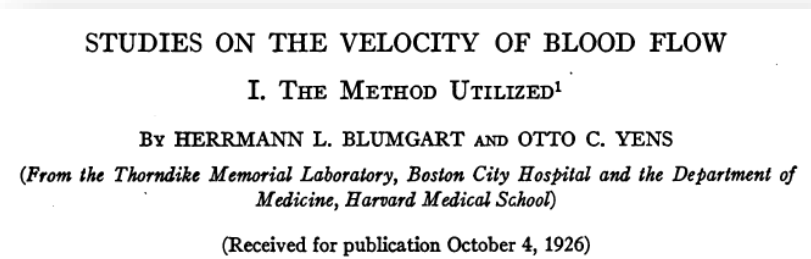 STUDIES ON THE VELOCITY OF BLOOD FLOW
I. THE METHOD UTILIZED¹
BY HERRMANN L. BLUMGART AND OTTO C. YENS
(From the Thorndike Memorial Laboratory, Boston City Hospital and the Department of
Medicine, Harvard Medical School)
(Received for publication October 4, 1926)